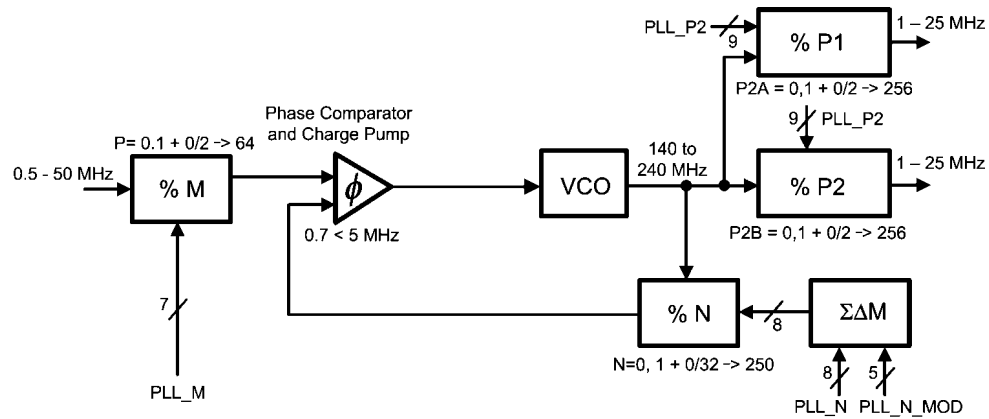 PLL_P2
9
% P1
1 – 25 MHz
P2A = 0,1 + 0/2 -> 256
9
PLL_P2
Phase Comparator
and Charge Pump
P= 0.1 + 0/2 -> 64
0.5 - 50 MHz
% M
ϕ
0.7 < 5 MHz
VCO
140 to
240 MHz
% P2
1 – 25 MHz
P2B = 0,1 + 0/2 -> 256
7
PLL_M
% N
8
ΣΔM
N=0, 1 + 0/32 -> 250
8
5
PLL_N
PLL_N_MOD